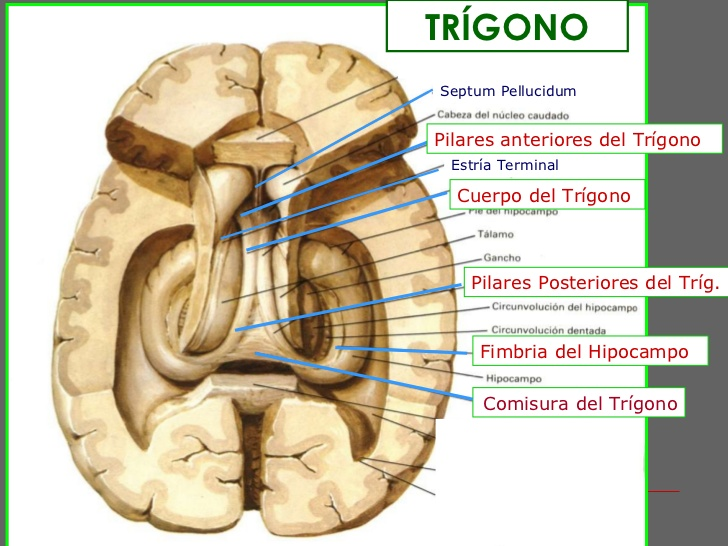 TRÍGONO
Septum Pellucidum
Cabeza del núcleo caudado
Pilares anteriores del Trígono
Estría Terminal
Cuerpo del Trígono
Pie del hipocampo
Tálamo
Gancho
Pilares Posteriores del Tríg.
Circunvolución del hipocampo
Circunvolución dentada
Fimbria del Hipocampo
Hipocampo
Comisura del Trígono